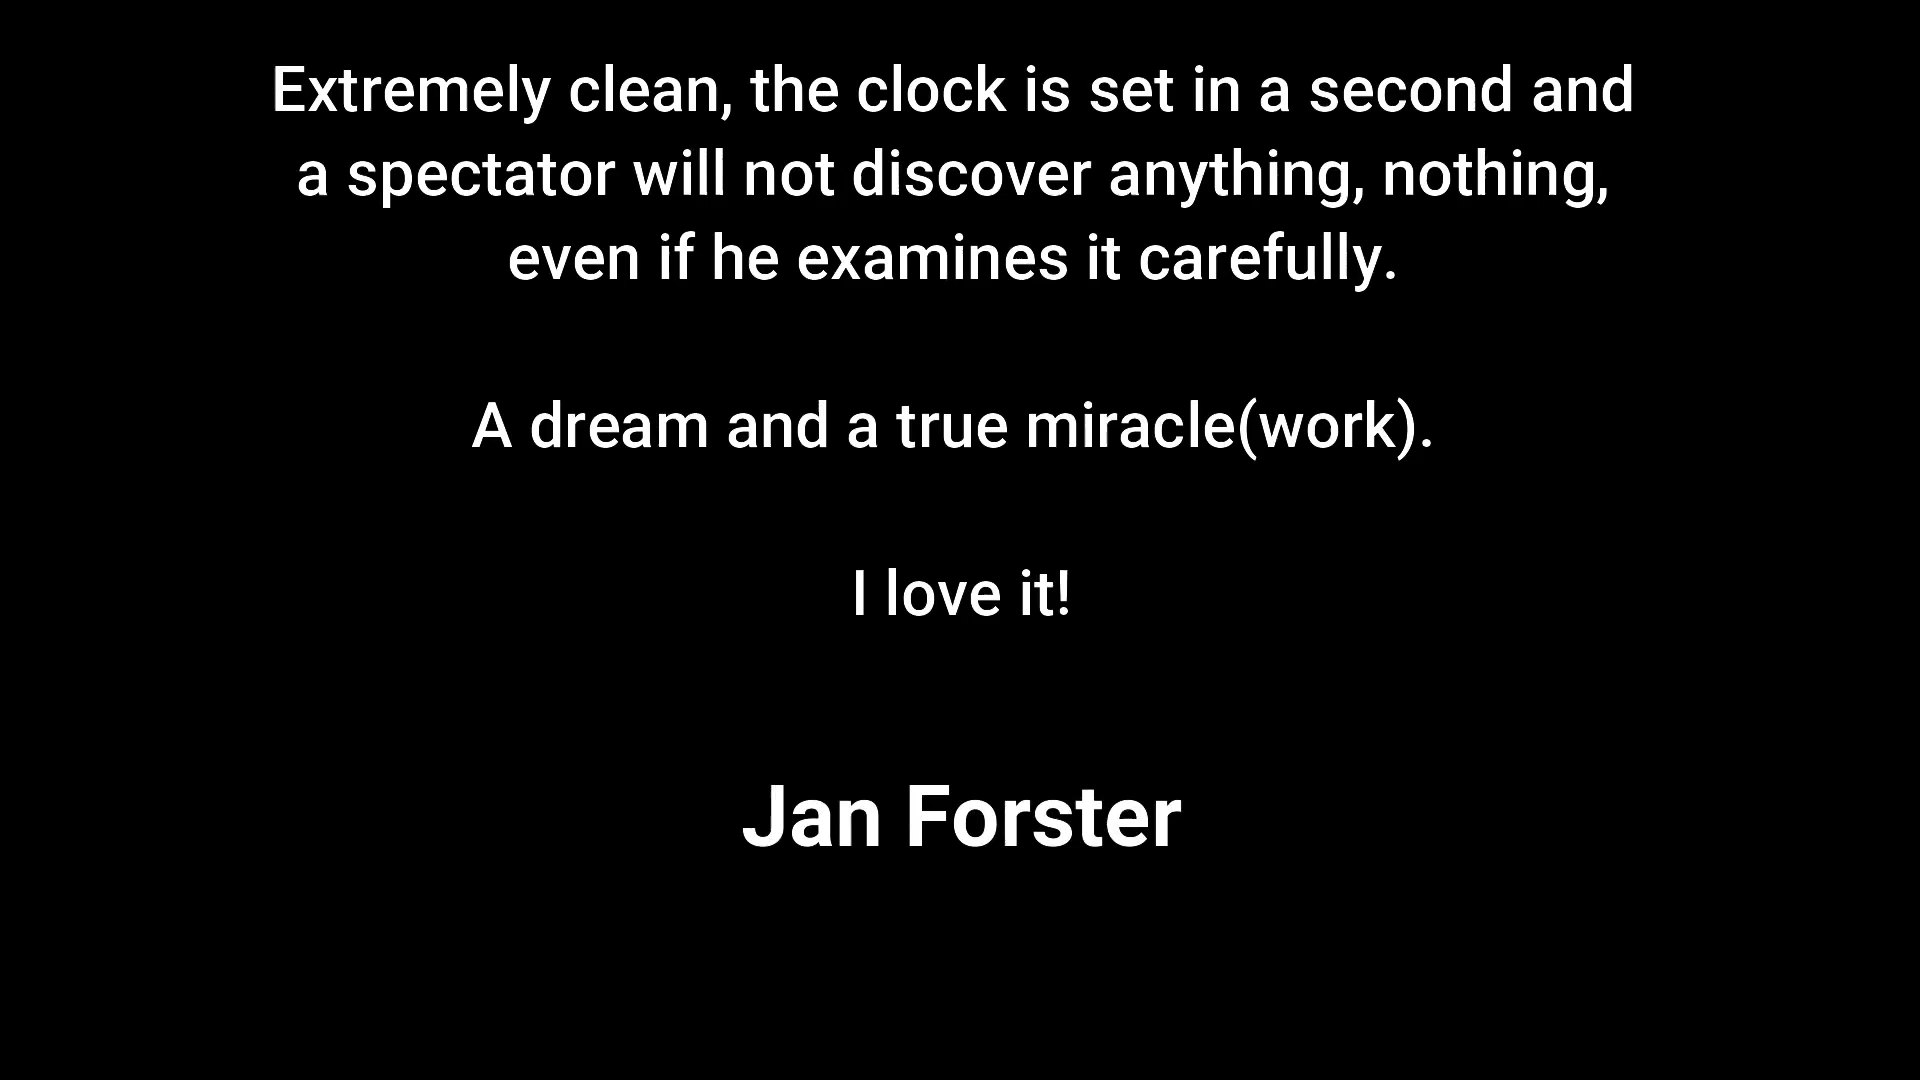 Extremely clean, the clock is set in a second and
a spectator will not discover anything, nothing,
even if he examines it carefully.
A dream and a true miracle(work).
I love it!
Jan Forster